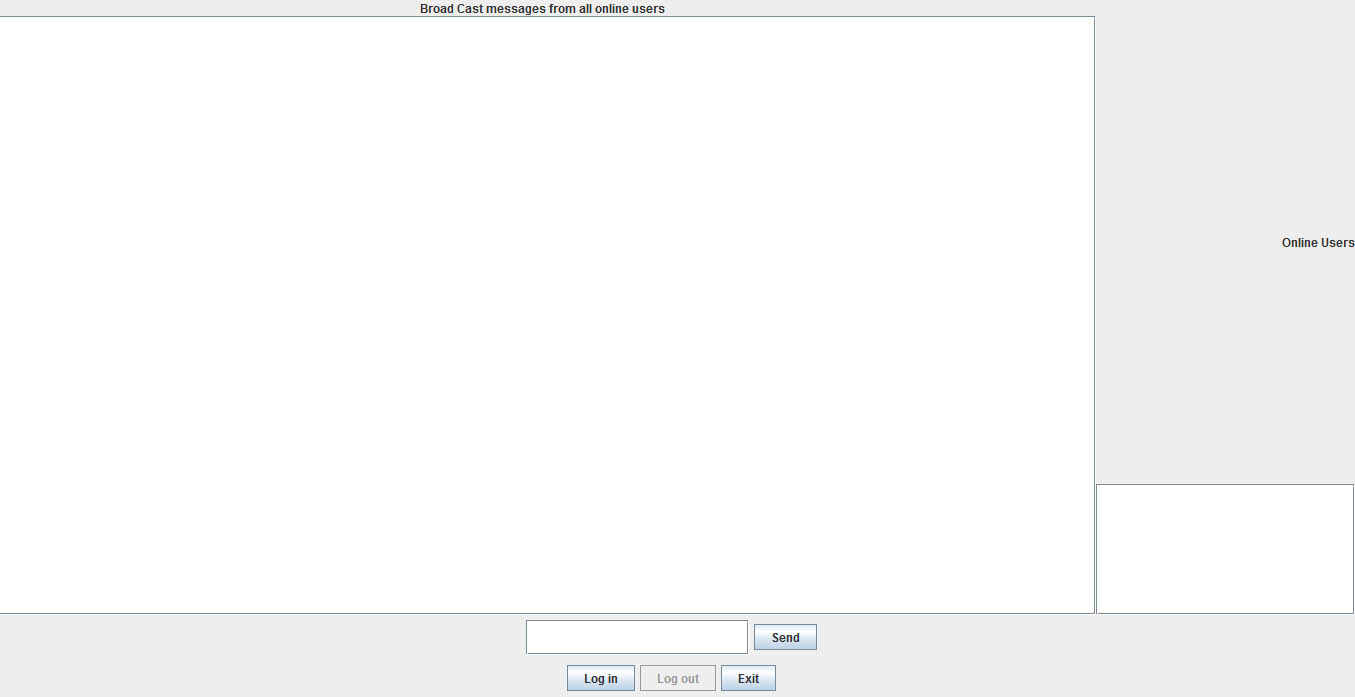 Broad Cast messages from all online users
Online Users
Send
Log in
Log out
Exit